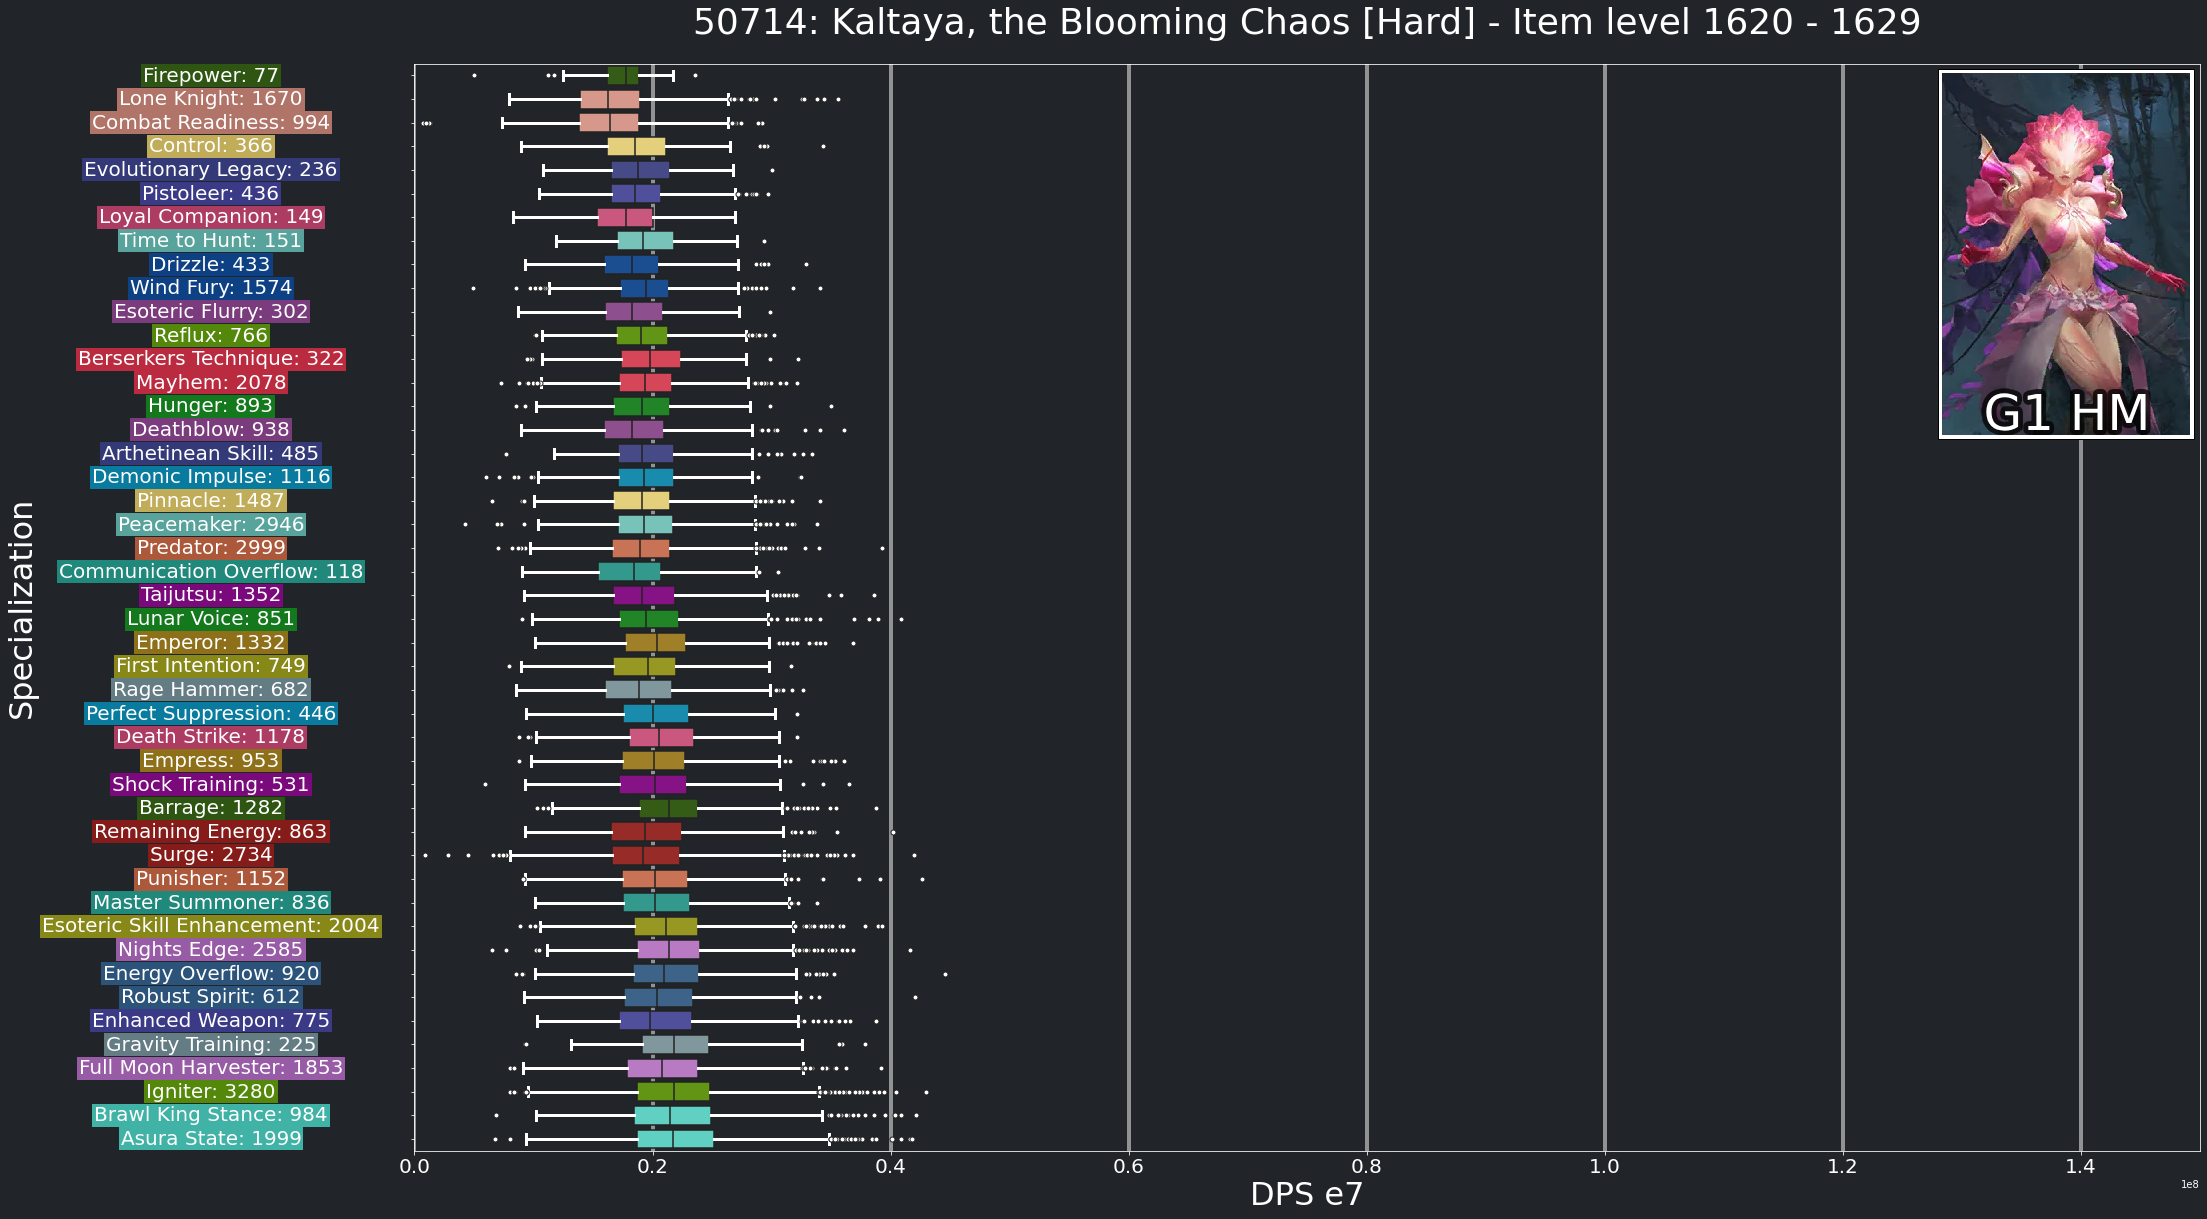 50714: Kaltaya, the Blooming Chaos [Hard] - Item level 1620 - 1629
Firepower: 77
Lone Knight: 1670
Combat Readiness: 994
Control: 366
Evolutionary Legacy: 236
Pistoleer: 436
Loyal Companion: 149
Time to Hunt: 151
Drizzle: 433
Wind Fury: 1574
Esoteric Flurry: 302
Reflux: 766
Berserkers Technique: 322
Mayhem: 2078
Hunger: 893
Deathblow: 938
Arthetinean Skill: 485
Demonic Impulse: 1116
Pinnacle: 1487
Peacemaker: 2946
Predator: 2999
Communication Overflow: 118
Taijutsu: 1352
Lunar Voice: 851
Emperor: 1332
First Intention: 749
Rage Hammer: 682
Perfect Suppression: 446
Death Strike: 1178
Empress: 953
Shock Training: 531
Barrage: 1282
Remaining Energy: 863
Surge: 2734
Punisher: 1152
Master Summoner: 836
Esoteric Skill Enhancement: 2004
Nights Edge: 2585
Energy Overflow: 920
Robust Spirit: 612
Enhanced Weapon: 775
Gravity Training: 225
Full Moon Harvester: 1853
Igniter: 3280
Brawl King Stance: 984
Asura State: 1999
Specialization
G1 HM
0.0 0.2 0.4 0.6 0.8 1.0 1.2 1.4
1e8
DPS e7